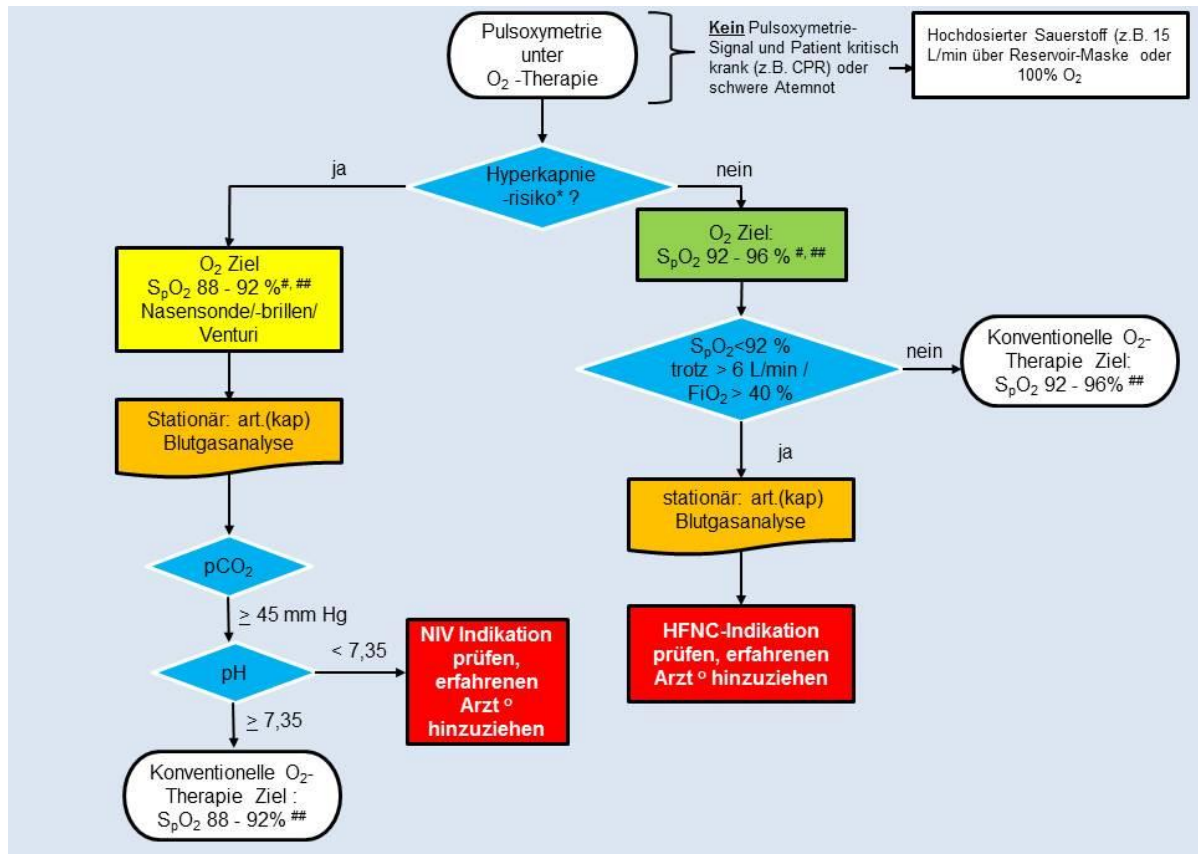 Pulsoxymetrie
unter
O₂ -Therapie
Kein Pulsoxymetrie-
Signal und Patient kritisch
krank (z.B. CPR) oder
schwere Atemnot
Hochdosierter Sauerstoff (z.B. 15
L/min über Reservoir-Maske oder
100% O₂
Hyperkapnie
-risiko* ?
ja
nein
O₂ Ziel
SpO₂ 88 - 92 %#, ##
Nasensonde/-brillen/
Venturi
Stationär: art.(kap)
Blutgasanalyse
pCO₂
≥ 45 mm Hg
pH
< 7,35
NIV Indikation
prüfen,
erfahrenen
Arzt º
hinzuziehen
≥ 7,35
Konventionelle O₂-
Therapie Ziel :
SpO₂ 88 - 92% ##
O₂ Ziel:
SpO₂ 92 - 96 % #, ##
SpO₂<92 %
trotz > 6 L/min /
FiO₂ > 40 %
nein
Konventionelle O₂-
Therapie Ziel:
SpO₂ 92 - 96% ##
ja
stationär: art.(kap)
Blutgasanalyse
HFNC-Indikation
prüfen, erfahrenen
Arzt º hinzuziehen